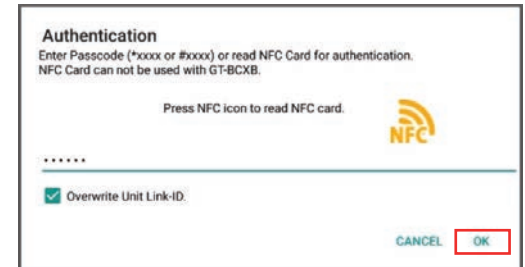 Authentication
Enter Passcode (*xxxx or #xxxx) or read NFC Card for authentication.
NFC Card can not be used with GT-BCXB.
Press NFC icon to read NFC card.
NFC
······
Overwrite Unit Link-ID.
CANCEL OK